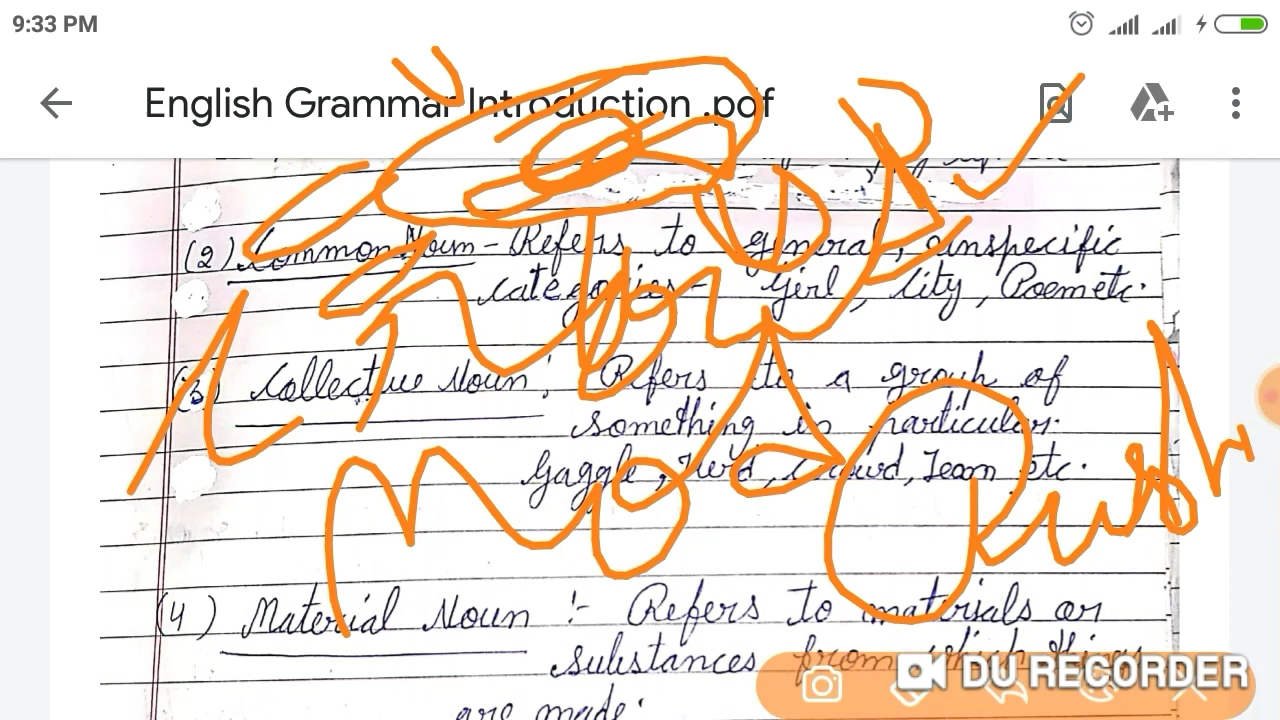 9:33 PM
English Grammar Introduction .pdf
(2) Common Noun - Refers to general, unspecific
categories - Girl, City, Poem etc.
(3) Collective Noun : Refers to a group of
something in particular.
Gaggle, Herd, Crowd, Team etc.
(4) Material Noun :- Refers to materials or
substances from which things
are made.
DU RECORDER